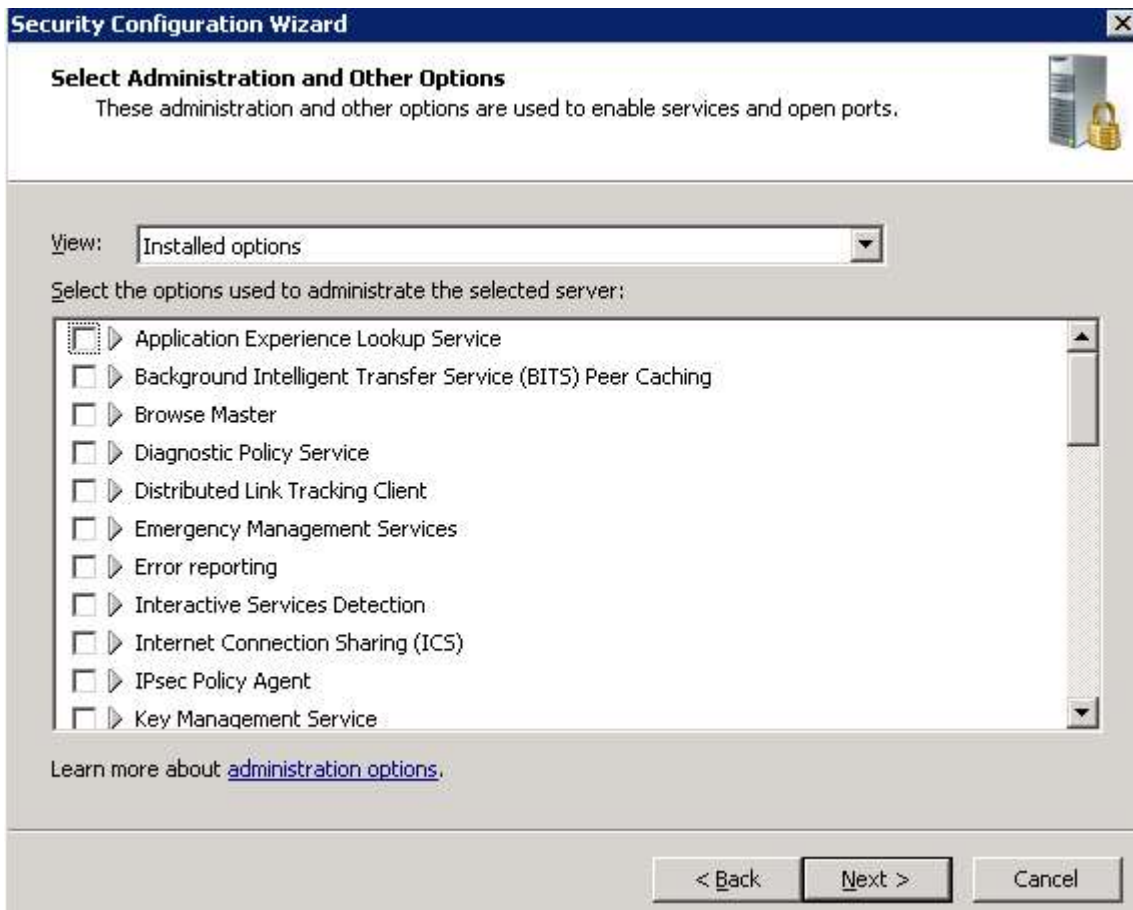 Security Configuration Wizard
Select Administration and Other Options
These administration and other options are used to enable services and open ports.
View: Installed options
Select the options used to administrate the selected server:
Application Experience Lookup Service
Background Intelligent Transfer Service (BITS) Peer Caching
Browse Master
Diagnostic Policy Service
Distributed Link Tracking Client
Emergency Management Services
Error reporting
Interactive Services Detection
Internet Connection Sharing (ICS)
IPsec Policy Agent
Key Management Service
Learn more about administration options.
< Back Next > Cancel